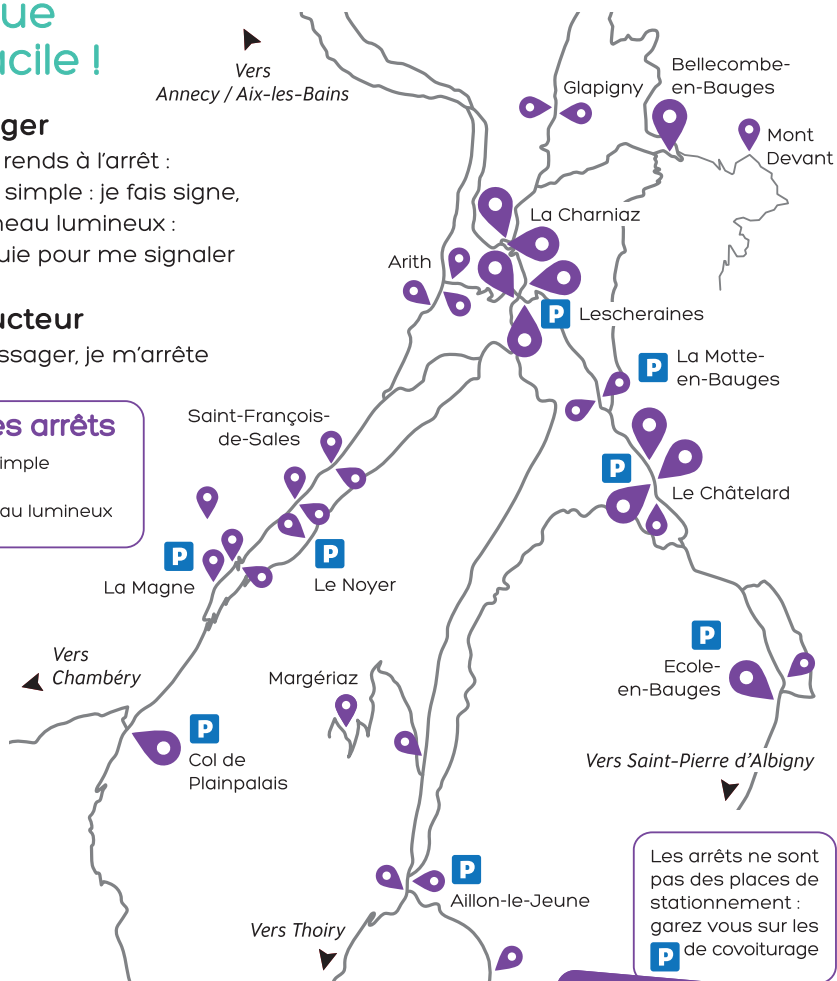 ue
acile !
Vers
Annecy / Aix-les-Bains
ger
rends à l'arrêt :
simple : je fais signe,
neau lumineux :
uie pour me signaler
ucteur
ssager, je m'arrête
es arrêts
imple
au lumineux
Glapigny
Bellecombe-
en-Bauges
Mont
Devant
La Charniaz
Arith
P Lescheraines
P La Motte-
en-Bauges
Saint-François-
de-Sales
P
Le Châtelard
P
La Magne
P
Le Noyer
Vers
Chambéry
Margériaz
P
Ecole-
en-Bauges
P
Col de
Plainpalais
Vers Saint-Pierre d'Albigny
P
Aillon-le-Jeune
Vers Thoiry
Les arrêts ne sont
pas des places de
stationnement :
garez vous sur les
P de covoiturage